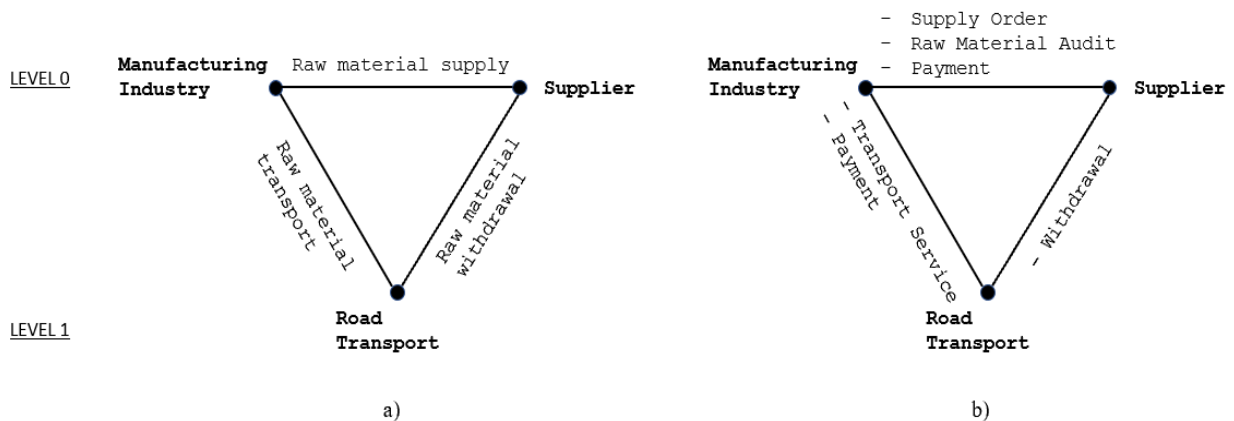 LEVEL 0
Manufacturing
Industry
Raw material supply
Supplier
Raw material
transport
Raw material
withdrawal
LEVEL 1
Road
Transport
a)
- Supply Order
- Raw Material Audit
- Payment
Manufacturing
Industry
Supplier
- Transport Service
- Payment
- Withdrawal
Road
Transport
b)